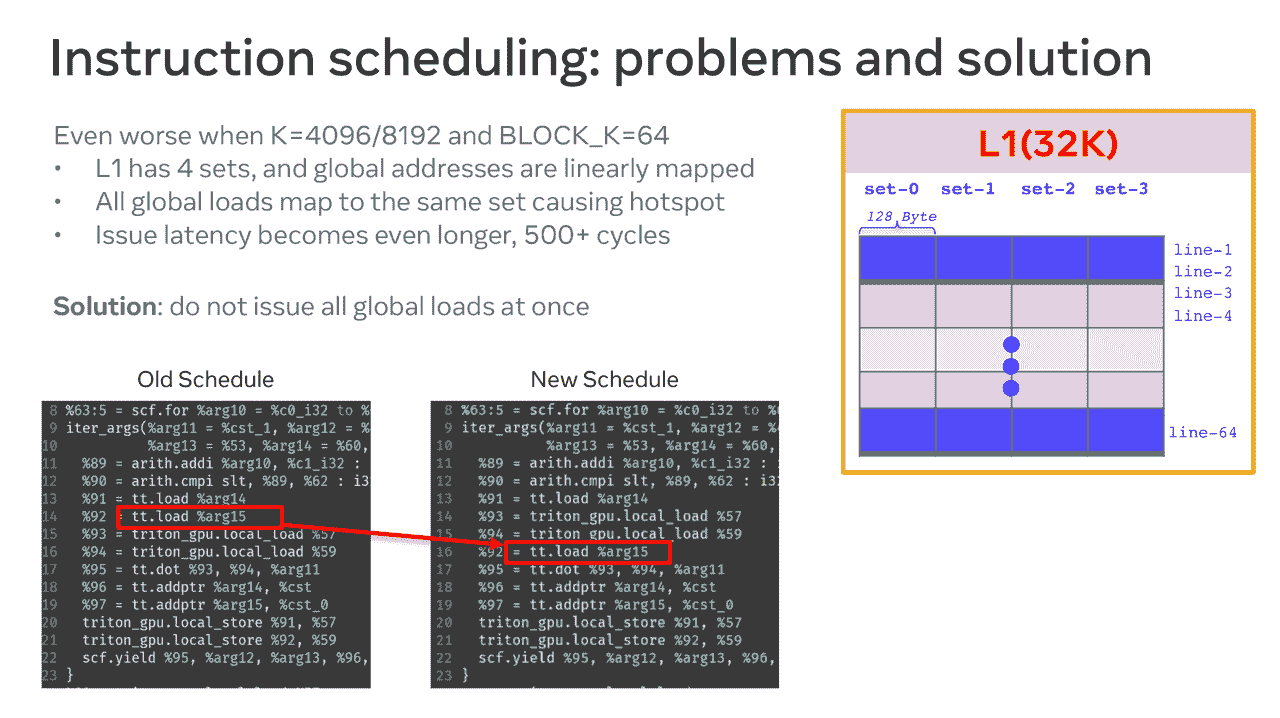 Instruction scheduling: problems and solution
Even worse when K=4096/8192 and BLOCK_K=64
• L1 has 4 sets, and global addresses are linearly mapped
• All global loads map to the same set causing hotspot
• Issue latency becomes even longer, 500+ cycles
Solution: do not issue all global loads at once
L1(32K)
set-0 set-1 set-2 set-3
128 Byte
line-1
line-2
line-3
line-4
line-64
Old Schedule
8 %63:5 = scf.for %arg10 = %c0_i32 to %
9 iter_args(%arg11 = %cst_1, %arg12 = %
10 %arg13 = %53, %arg14 = %60,
11 %89 = arith.addi %arg10, %c1_i32 :
12 %90 = arith.cmpi slt, %89, %62 : i3
13 %91 = tt.load %arg14
14 %92 = tt.load %arg15
15 %93 = triton_gpu.local_load %57
16 %94 = triton_gpu.local_load %59
17 %95 = tt.dot %93, %94, %arg11
18 %96 = tt.addptr %arg14, %cst
19 %97 = tt.addptr %arg15, %cst_0
20 triton_gpu.local_store %91, %57
21 triton_gpu.local_store %92, %59
22 scf.yield %95, %arg12, %arg13, %96,
23 }
New Schedule
8 %63:5 = scf.for %arg10 = %c0_i32 to %
9 iter_args(%arg11 = %cst_1, %arg12 = %
10 %arg13 = %53, %arg14 = %60,
11 %89 = arith.addi %arg10, %c1_i32 :
12 %90 = arith.cmpi slt, %89, %62 : i32
13 %91 = tt.load %arg14
14 %93 = triton_gpu.local_load %57
15 %94 = triton_gpu.local_load %59
16 %92 = tt.load %arg15
17 %95 = tt.dot %93, %94, %arg11
18 %96 = tt.addptr %arg14, %cst
19 %97 = tt.addptr %arg15, %cst_0
20 triton_gpu.local_store %91, %57
21 triton_gpu.local_store %92, %59
22 scf.yield %95, %arg12, %arg13, %96,
23 }